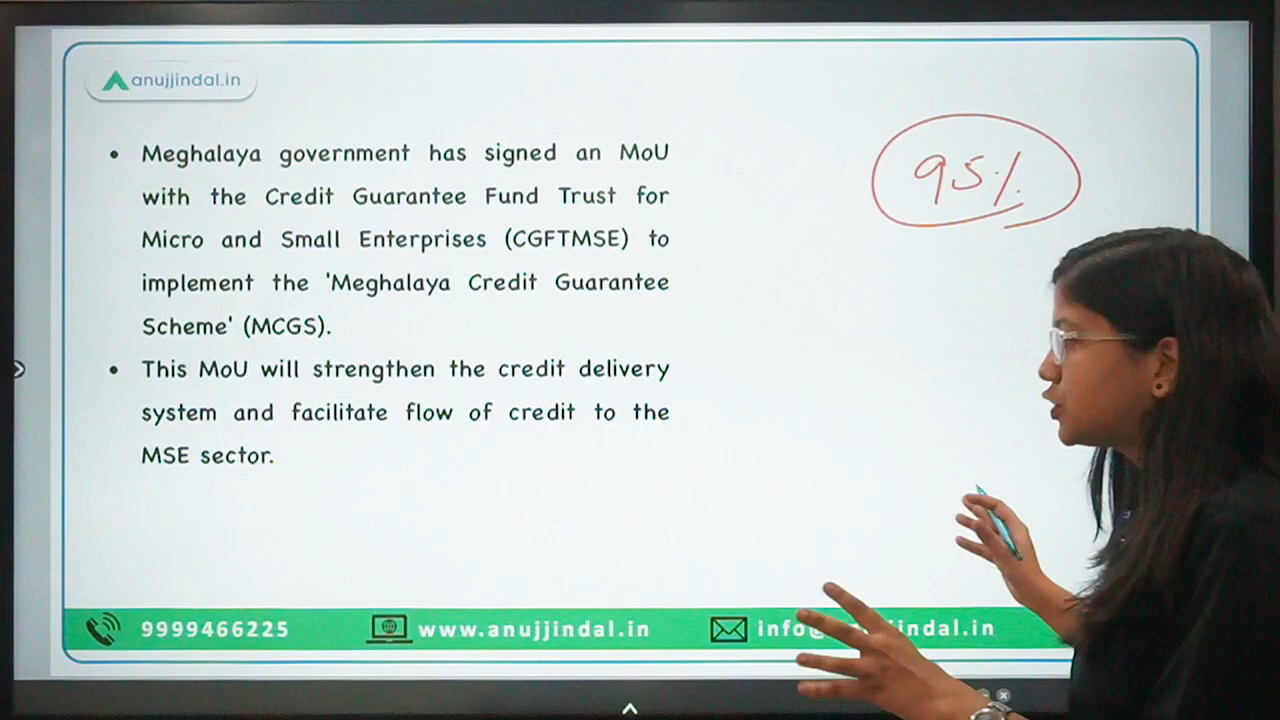 anujjindal.in
• Meghalaya government has signed an MoU
with the Credit Guarantee Fund Trust for
Micro and Small Enterprises (CGFTMSE) to
implement the 'Meghalaya Credit Guarantee
Scheme' (MCGS).
• This MoU will strengthen the credit delivery
system and facilitate flow of credit to the
MSE sector.
95%
9999466225
www.anujjindal.in